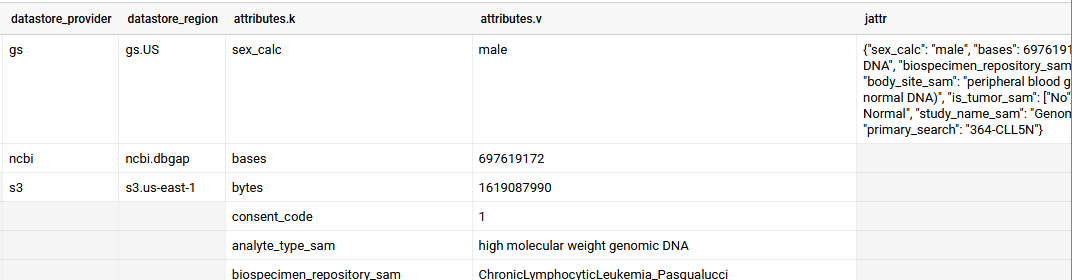 datastore_provider datastore_region attributes.k attributes.v jattr
gs gs.US sex_calc male {"sex_calc": "male", "bases": 6976191
DNA", "biospecimen_repository_sam
"body_site_sam": "peripheral blood g
normal DNA)", "is_tumor_sam": ["No"
Normal", "study_name_sam": "Genom
"primary_search": "364-CLL5N"}
ncbi ncbi.dbgap bases 697619172
s3 s3.us-east-1 bytes 1619087990
consent_code 1
analyte_type_sam high molecular weight genomic DNA
biospecimen_repository_sam ChronicLymphocyticLeukemia_Pasqualucci